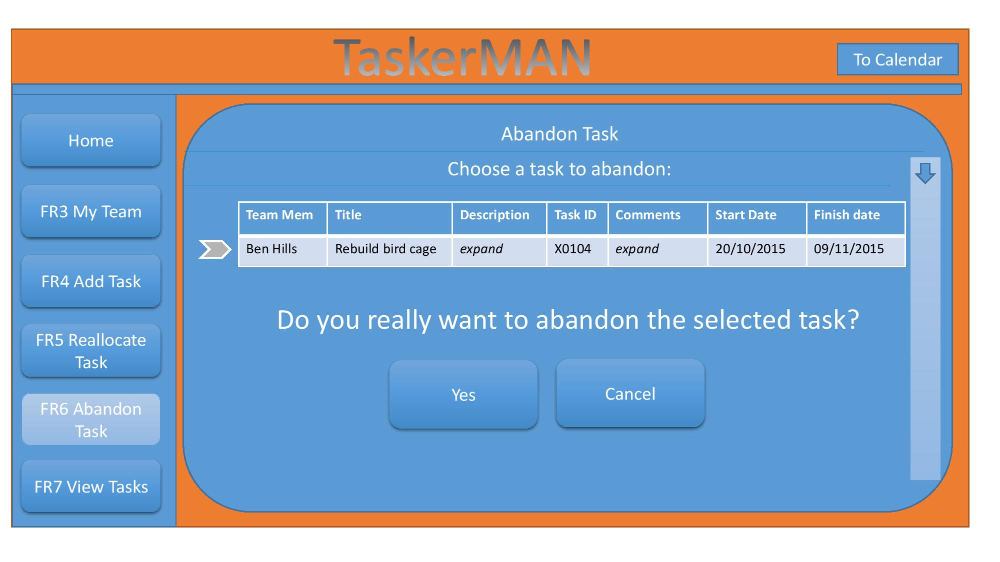 TaskerMAN
To Calendar
Home
FR3 My Team
FR4 Add Task
FR5 Reallocate
Task
FR6 Abandon
Task
FR7 View Tasks
Abandon Task
Choose a task to abandon:
Team Mem Title Description Task ID Comments Start Date Finish date
Ben Hills Rebuild bird cage expand X0104 expand 20/10/2015 09/11/2015
Do you really want to abandon the selected task?
Yes Cancel